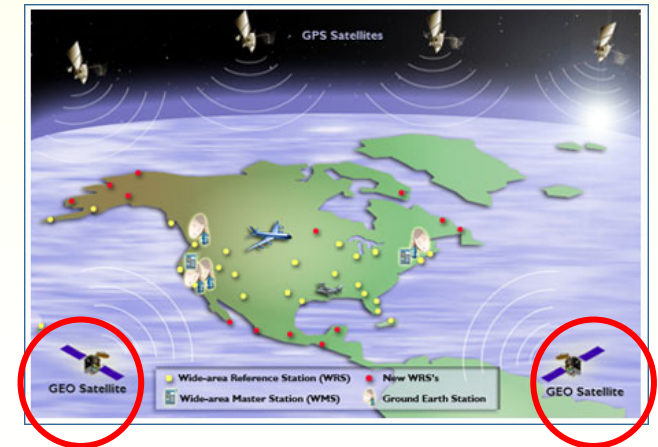 GPS Satellites
GEO Satellite
GEO Satellite
Wide-area Reference Station (WRS)
New WRS's
Wide-area Master Station (WMS)
Ground Earth Station